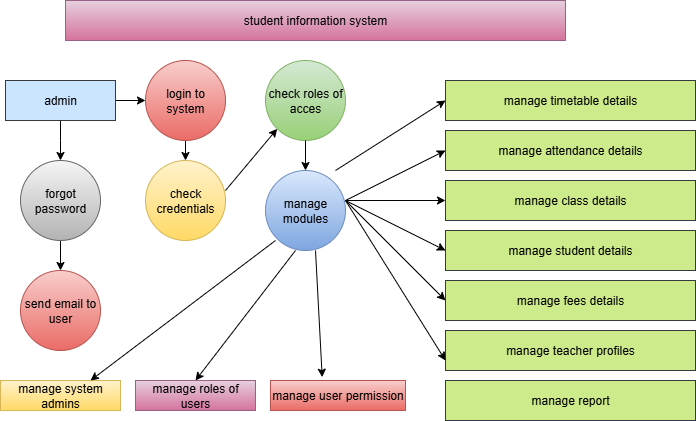 student information system
admin
login to
system
check roles of
acces
manage timetable details
manage attendance details
forgot
password
check
credentials
manage
modules
manage class details
manage student details
send email to
user
manage fees details
manage teacher profiles
manage system
admins
manage roles of
users
manage user permission
manage report